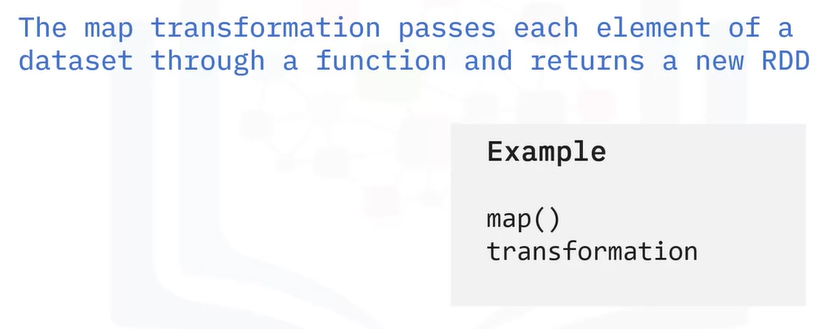 The map transformation passes each element of a
dataset through a function and returns a new RDD
Example
map()
transformation